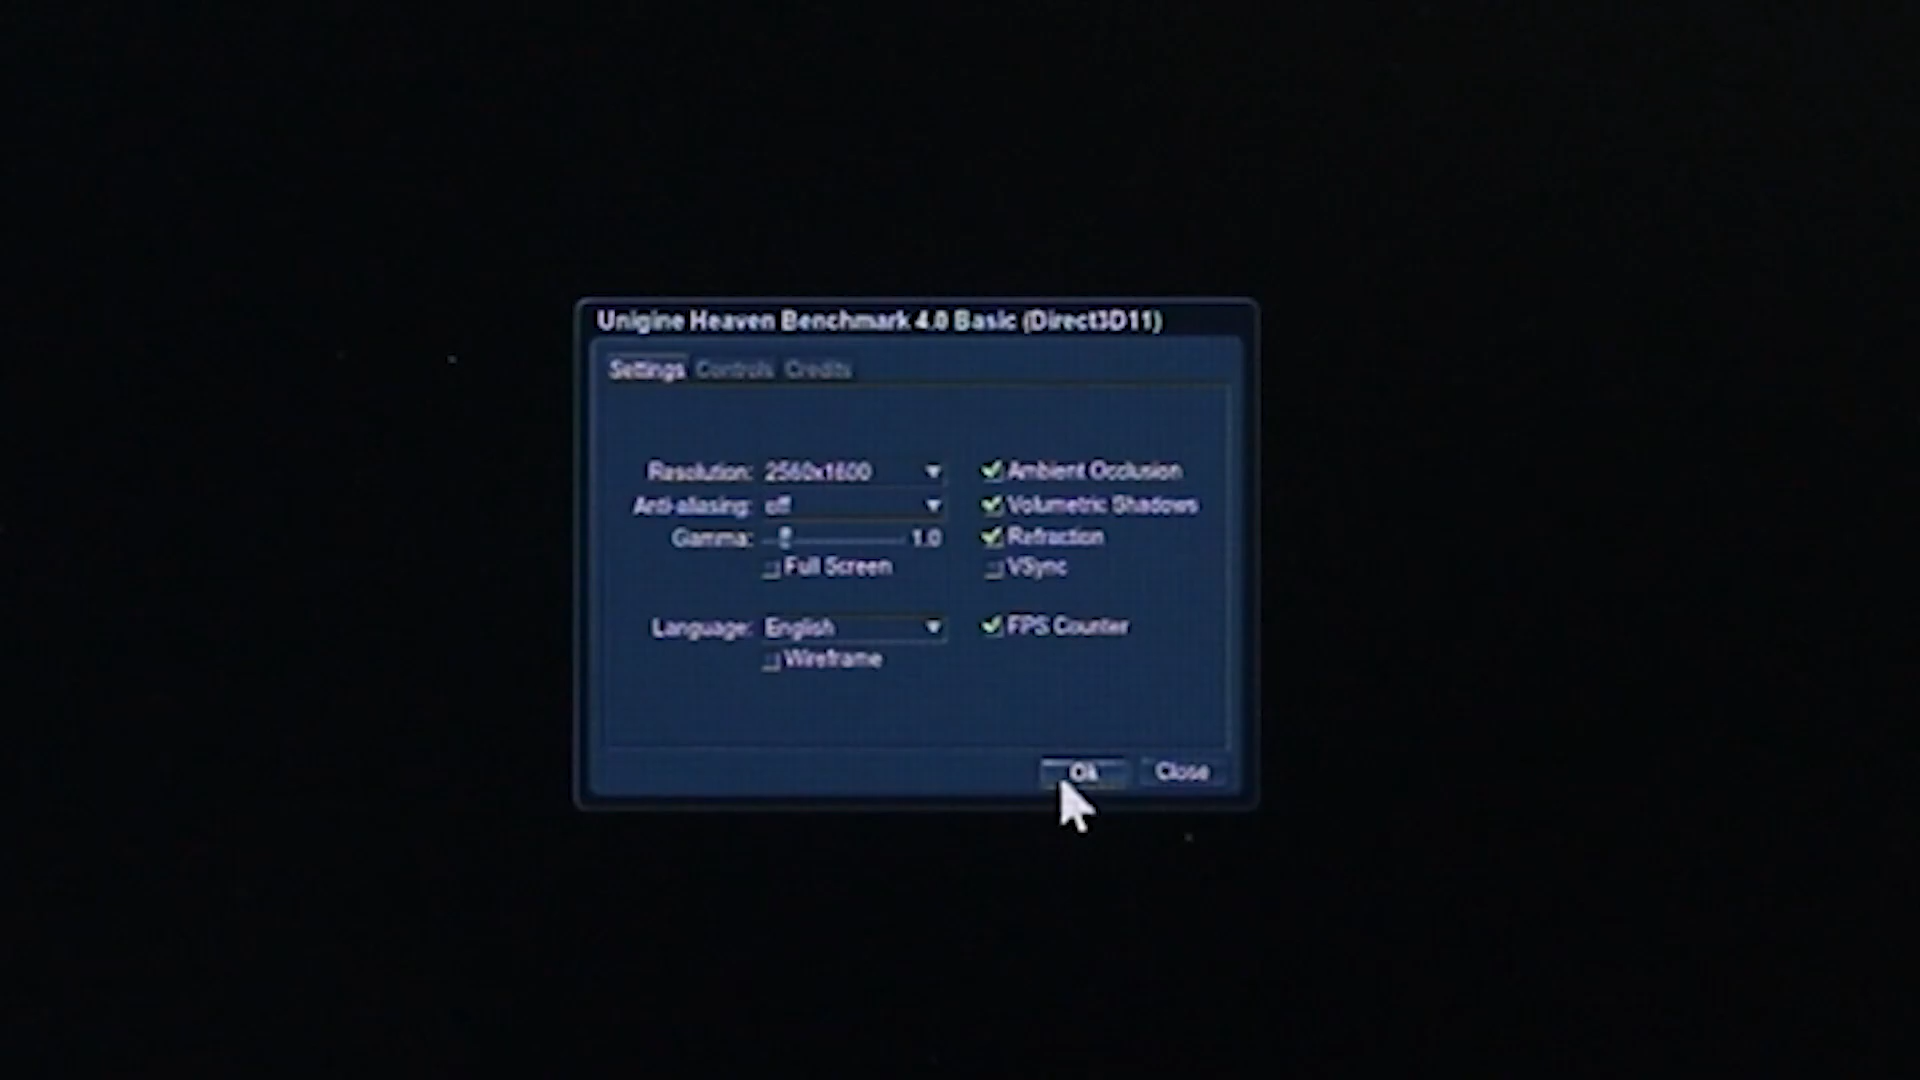 Unigine Heaven Benchmark 4.0 Basic (Direct3D11)
Settings Controls Credits
Resolution: 2560x1600
Ambient Occlusion
Anti-aliasing: off
Volumetric Shadows
Gamma: 1.0
Refraction
Full Screen
VSync
Language: English
FPS Counter
Wireframe
Ok Close